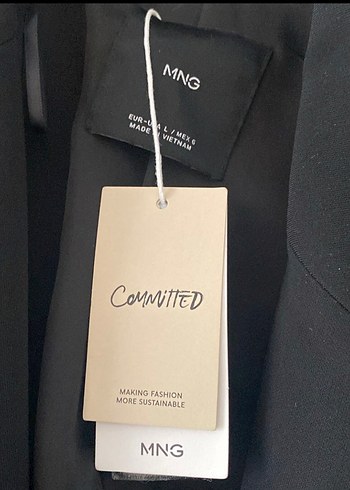 MNG
EUR-USA L / MEX 6
MADE IN VIETNAM
COMMITTED
MAKING FASHION
MORE SUSTAINABLE
MNG